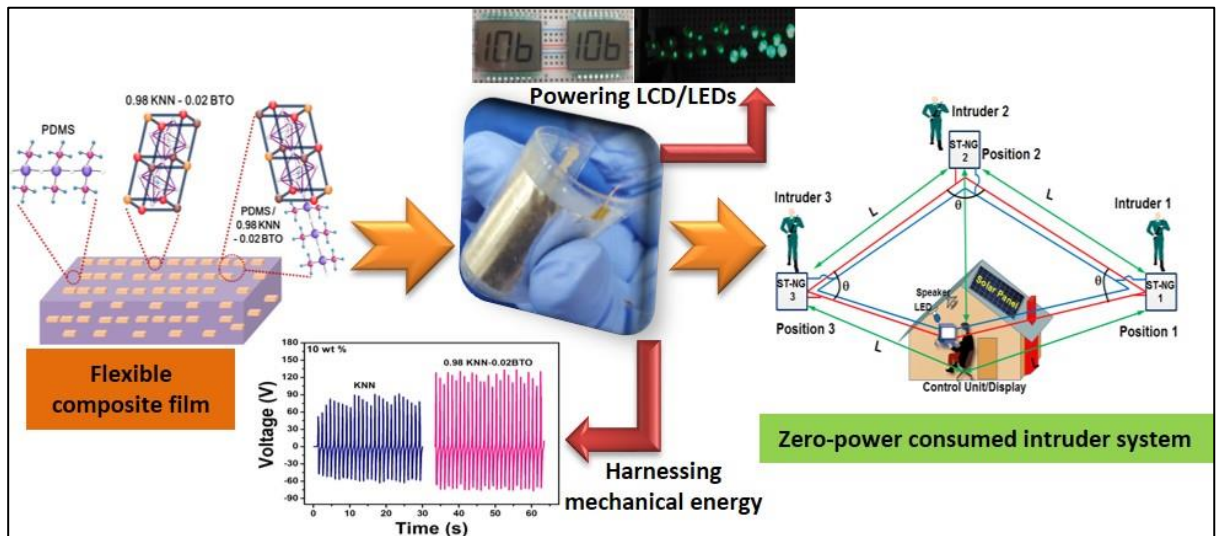 106
106
Powering LCD/LEDs
0.98 KNN - 0.02 BTO
PDMS
PDMS /
0.98 KNN
- 0.02 BTO
Flexible
composite film
10 wt %
KNN
0.98 KNN-0.02BTO
Voltage (V)
180
150
120
90
60
30
0
-30
-60
-90
0
10
20
30
40
50
60
Time (s)
Harnessing
mechanical energy
Intruder 2
ST-NG
2
Position 2
Intruder 3
Intruder 1
L
θ
L
ST-NG
3
θ
θ
ST-NG
1
Position 3
Position 1
Speaker
LED
Solar Panel
L
L
Control Unit/Display
Zero-power consumed intruder system